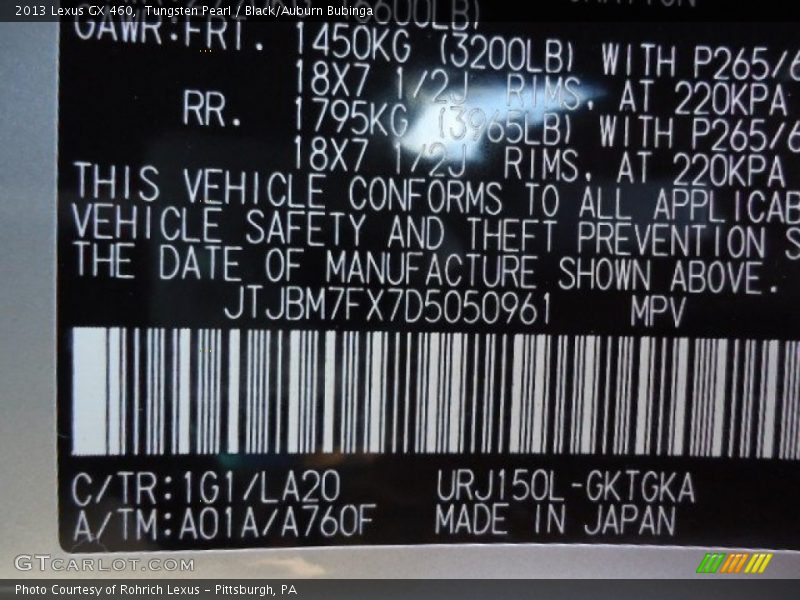 2013 Lexus GX 460, Tungsten Pearl / Black/Auburn Bubinga
GAWR:FRT. 1450KG (3200LB) WITH P265/6
18X7 1/2J RIMS, AT 220KPA
RR. 1795KG (3965LB) WITH P265/6
18X7 1/2J RIMS, AT 220KPA
THIS VEHICLE CONFORMS TO ALL APPLICAB
VEHICLE SAFETY AND THEFT PREVENTION S
THE DATE OF MANUFACTURE SHOWN ABOVE.
JTJBM7FX7D5050961 MPV
C/TR:1G1/LA20 URJ150L-GKTGKA
A/TM:A01A/A760F MADE IN JAPAN
GTCARLOT.COM
Photo Courtesy of Rohrich Lexus - Pittsburgh, PA